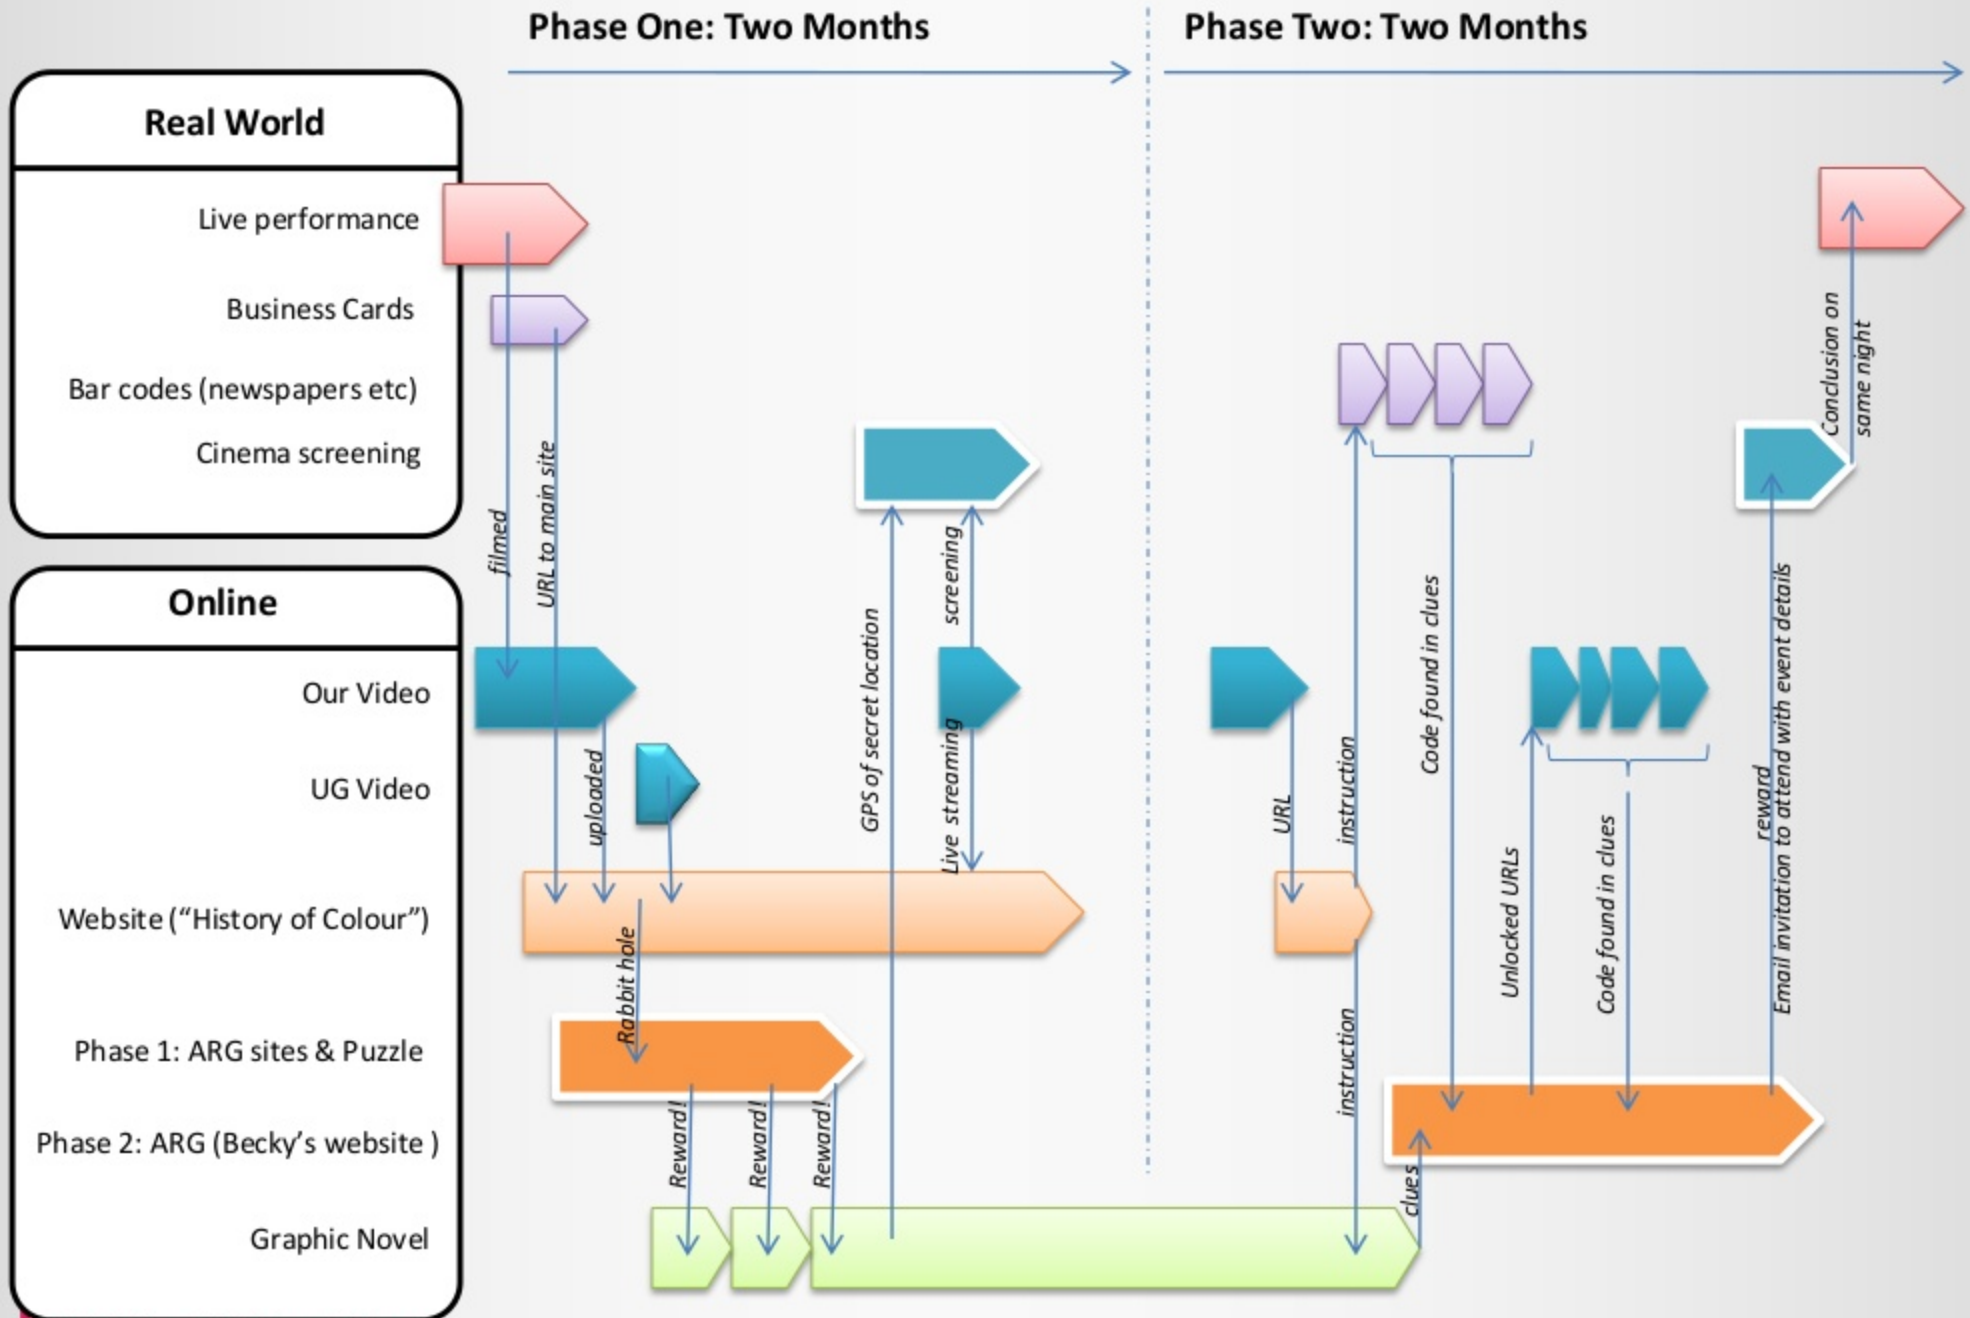 Phase One: Two Months
Phase Two: Two Months
Real World
Live performance
Business Cards
Bar codes (newspapers etc)
Cinema screening
Online
Our Video
UG Video
Website (“History of Colour”)
Phase 1: ARG sites & Puzzle
Phase 2: ARG (Becky’s website )
Graphic Novel
filmed
URL to main site
uploaded
Rabbit hole
Reward!
Reward!
Reward!
GPS of secret location
screening
Live streaming
URL
instruction
instruction
clues
Code found in clues
Unlocked URLs
Code found in clues
reward
Email invitation to attend with event details
Conclusion on
same night